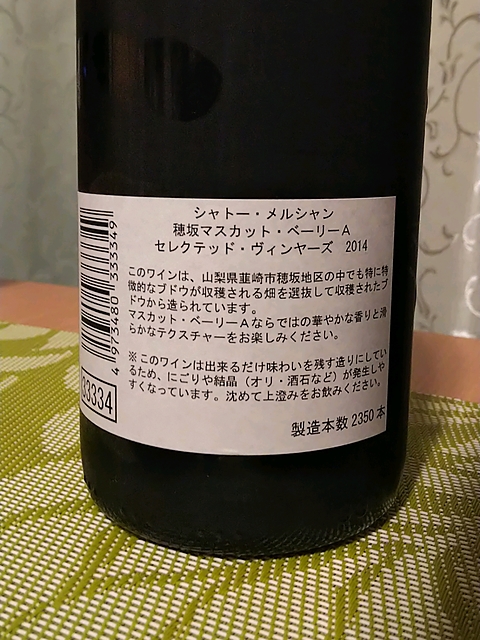 シャトー・メルシャン
穂坂マスカット・ベーリーA
セレクテッド・ヴィンヤーズ 2014
このワインは、山梨県韮崎市穂坂地区の中でも特に特
徴的なブドウが収穫される畑を選抜して収穫されたブ
ドウから造られています。
マスカット・ベーリーAならではの華やかな香りと滑
らかなテクスチャーをお楽しみください。
※このワインは出来るだけ味わいを残す造りにしてい
るため、にごりや結晶（オリ・酒石など）が発生しや
すくなっています。沈めて上澄みをお飲みください。
製造本数 2350 本
4 973480 333349
33334